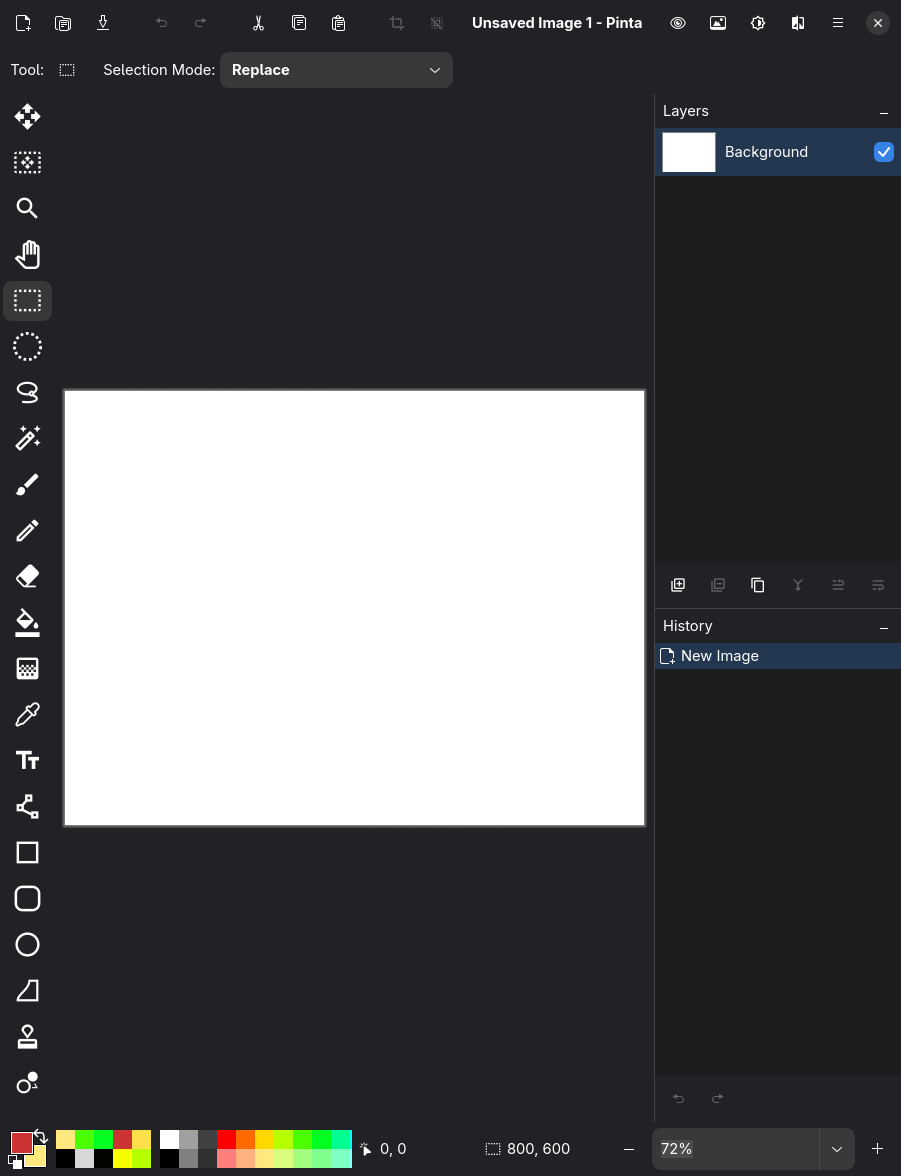 Unsaved Image 1 - Pinta
Tool:
Selection Mode: Replace
Layers
Background
History
New Image
0, 0
800, 600
72%